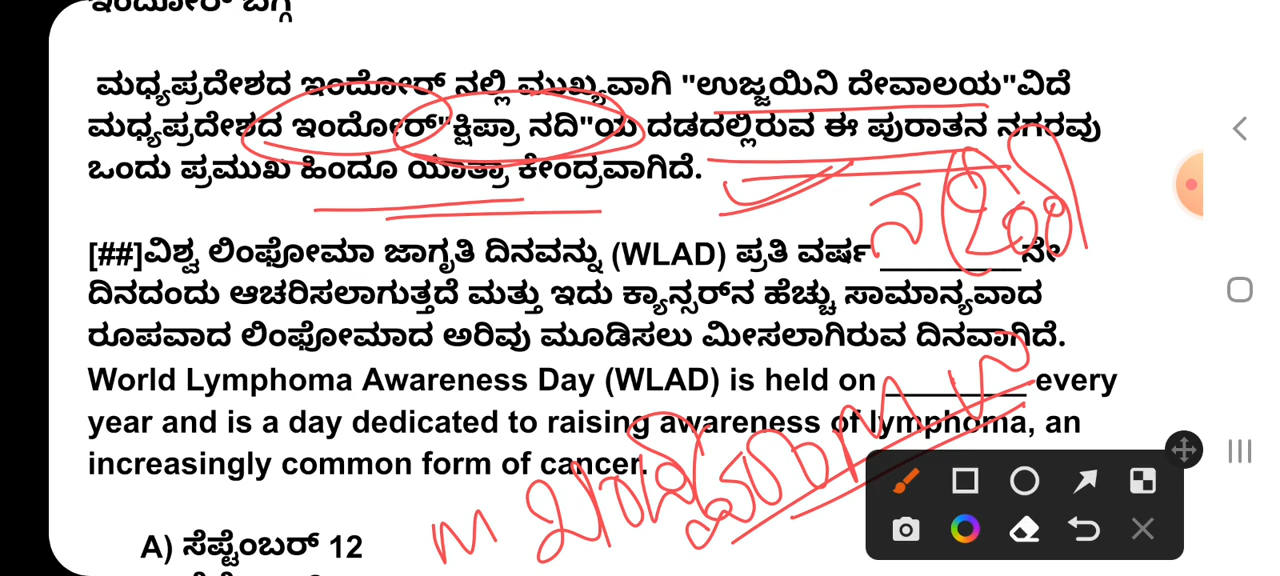 ಇಂದೋರ್ ಬಗ್ಗೆ
ಮಧ್ಯಪ್ರದೇಶದ ಇಂದೋರ್ ನಲ್ಲಿ ಮುಖ್ಯವಾಗಿ "ಉಜ್ಜಯಿನಿ ದೇವಾಲಯ"ವಿದೆ
ಮಧ್ಯಪ್ರದೇಶದ ಇಂದೋರ್"ಕ್ಷಿಪ್ರಾ ನದಿ"ಯ ದಡದಲ್ಲಿರುವ ಈ ಪುರಾತನ ನಗರವು
ಒಂದು ಪ್ರಮುಖ ಹಿಂದೂ ಯಾತ್ರಾ ಕೇಂದ್ರವಾಗಿದೆ.
[##]ವಿಶ್ವ ಲಿಂಫೋಮಾ ಜಾಗೃತಿ ದಿನವನ್ನು (WLAD) ಪ್ರತಿ ವರ್ಷ ________ನೇ
ದಿನದಂದು ಆಚರಿಸಲಾಗುತ್ತದೆ ಮತ್ತು ಇದು ಕ್ಯಾನ್ಸರ್‌ನ ಹೆಚ್ಚು ಸಾಮಾನ್ಯವಾದ
ರೂಪವಾದ ಲಿಂಫೋಮಾದ ಅರಿವು ಮೂಡಿಸಲು ಮೀಸಲಾಗಿರುವ ದಿನವಾಗಿದೆ.
World Lymphoma Awareness Day (WLAD) is held on ________ every
year and is a day dedicated to raising awareness of lymphoma, an
increasingly common form of cancer.
A) ಸೆಪ್ಟೆಂಬರ್ 12